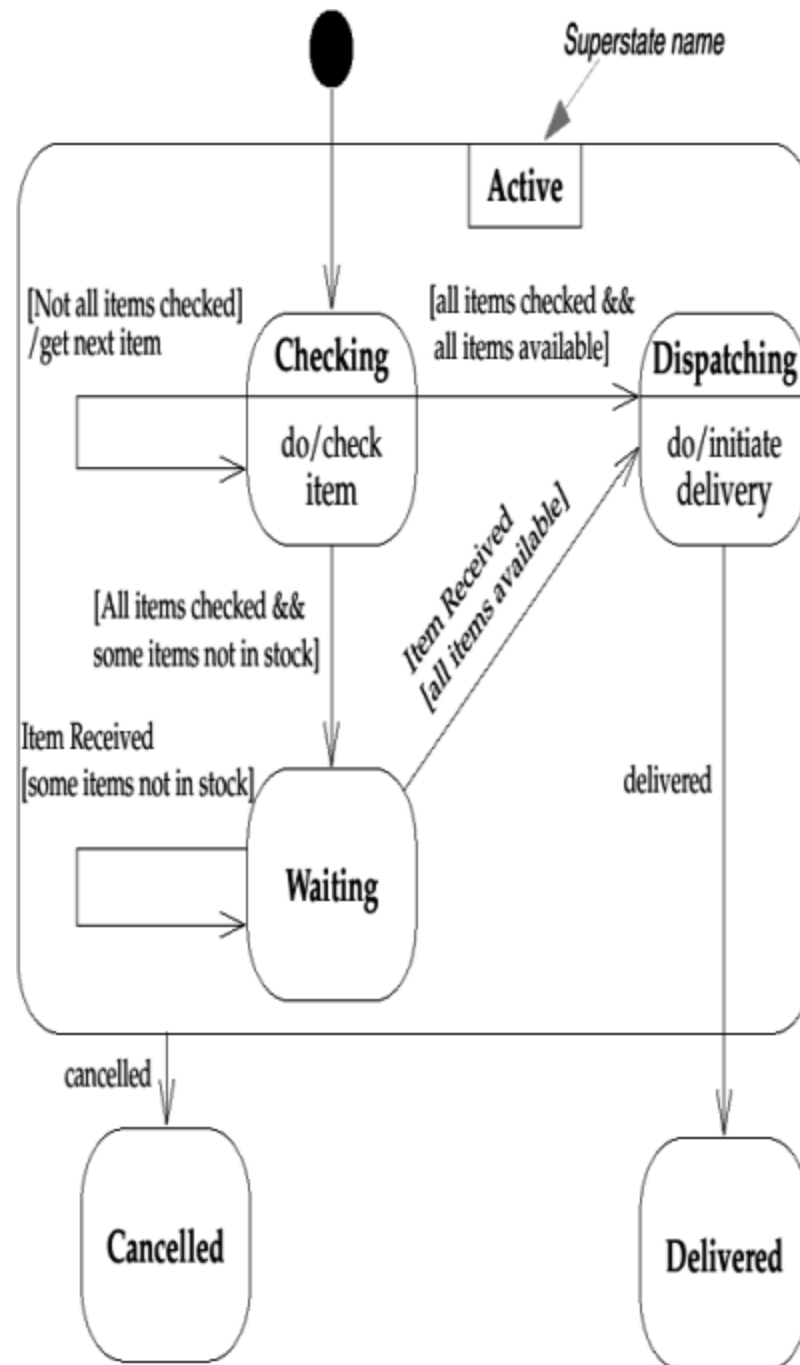 Superstate name
Active
[Not all items checked]
/get next item
[all items checked &&
all items available]
Checking
do/check
item
Dispatching
do/initiate
delivery
[All items checked &&
some items not in stock]
Item Received
[all items available]
Item Received
[some items not in stock]
Waiting
delivered
cancelled
Cancelled
Delivered